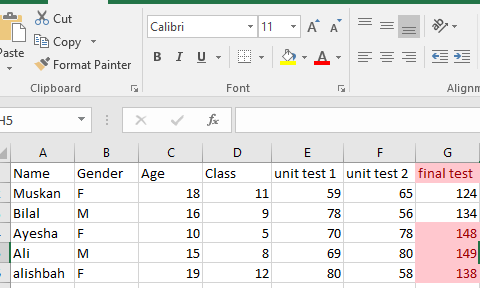 Cut
Copy
Paste
Format Painter
Clipboard
Calibri 11 A A
B I U A
Font
Alignm
H5 fx
A B C D E F G
Name Gender Age Class unit test 1 unit test 2 final test
Muskan F 18 11 59 65 124
Bilal M 16 9 78 56 134
Ayesha F 10 5 70 78 148
Ali M 15 8 69 80 149
alishbah F 19 12 80 58 138